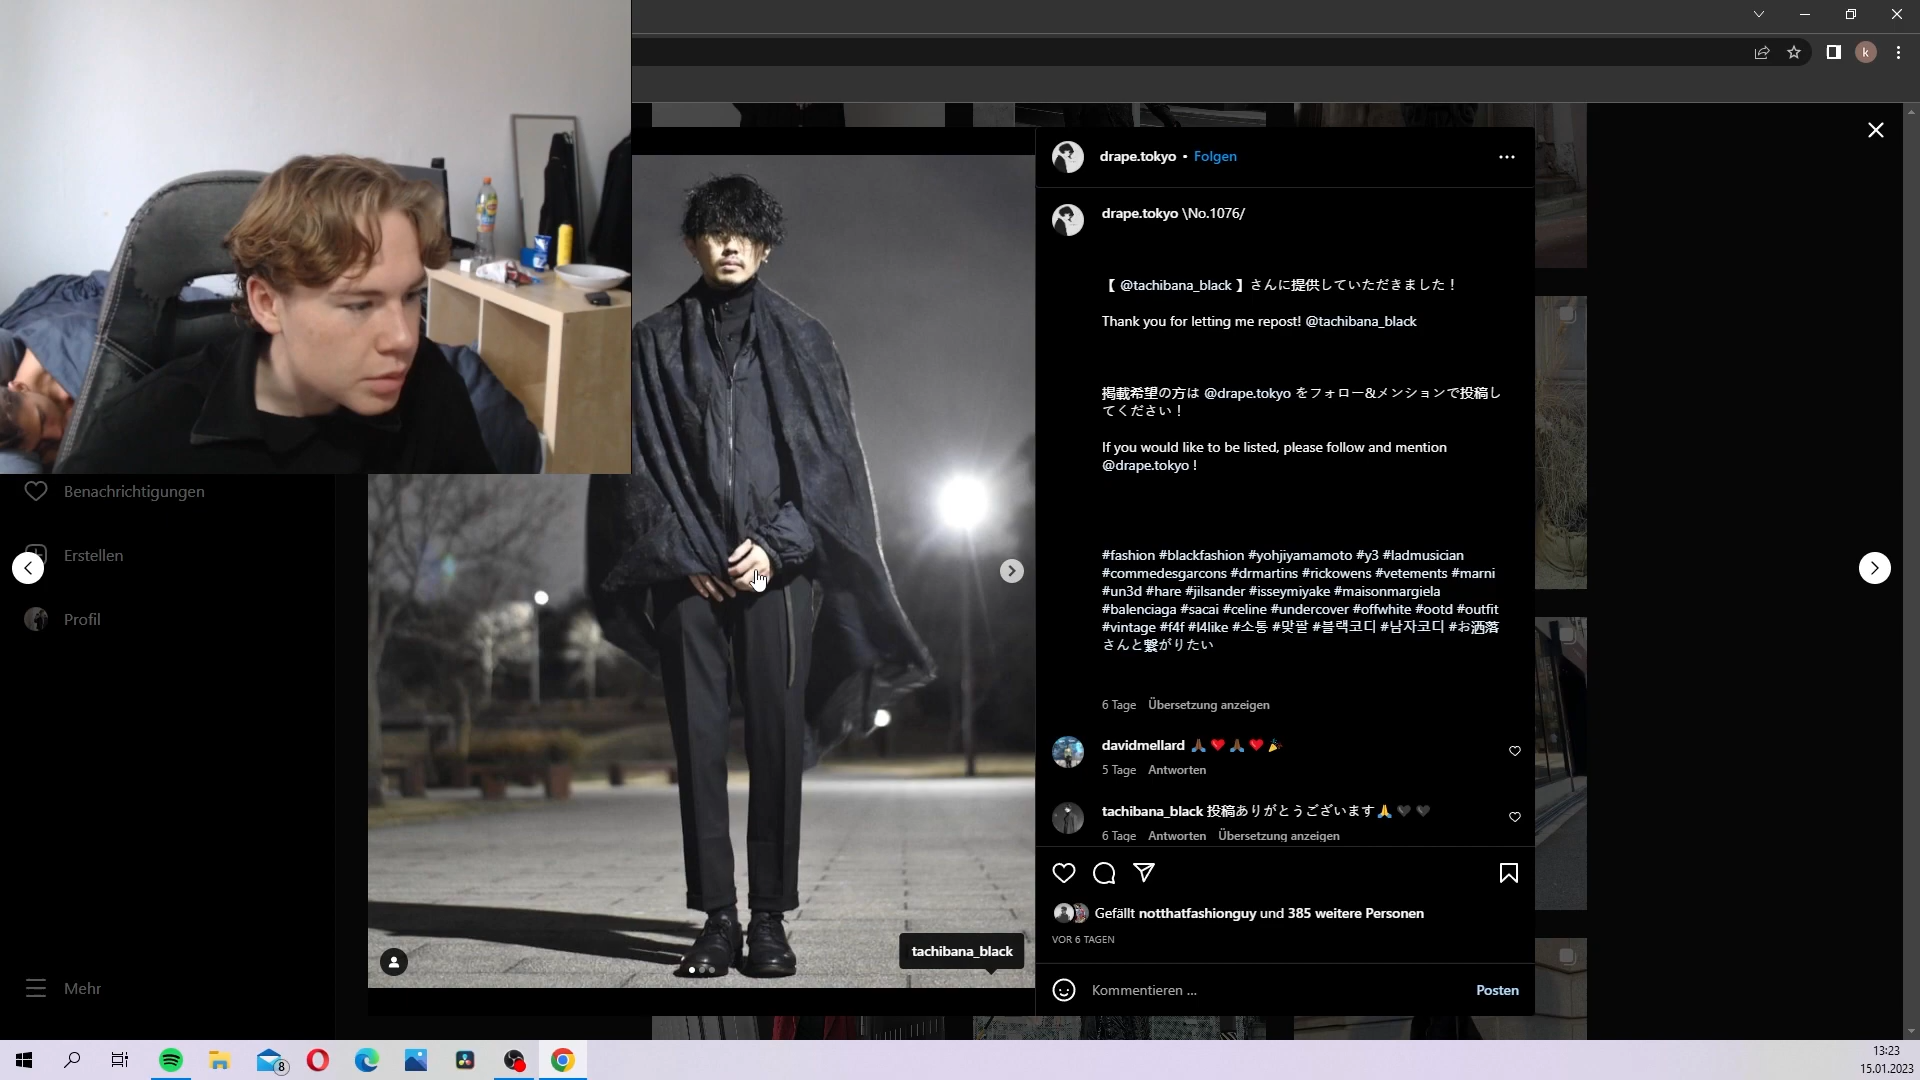 k
drape.tokyo • Folgen
drape.tokyo \No.1076/
【 @tachibana_black 】さんに提供していただきました！
Thank you for letting me repost! @tachibana_black
掲載希望の方は @drape.tokyo をフォロー&メンションで投稿し
てください！
If you would like to be listed, please follow and mention
@drape.tokyo !
#fashion #blackfashion #yohjiyamamoto #y3 #ladmusician
#commedesgarcons #drmartins #rickowens #vetements #marni
#un3d #hare #jilsander #isseymiyake #maisonmargiela
#balenciaga #sacai #celine #undercover #offwhite #ootd #outfit
#vintage #f4f #l4like #소통 #맞팔 #블랙코디 #남자코디 #お洒落
さんと繋がりたい
6 Tage Übersetzung anzeigen
davidmellard 🙏🏾❤️🙏🏾❤️🎉
5 Tage Antworten
tachibana_black 投稿ありがとうございます🙏🖤🖤
6 Tage Antworten Übersetzung anzeigen
Gefällt notthatfashionguy und 385 weitere Personen
VOR 6 TAGEN
Kommentieren ...
Posten
Benachrichtigungen
Erstellen
Profil
Mehr
tachibana_black
8
13:23
15.01.2023